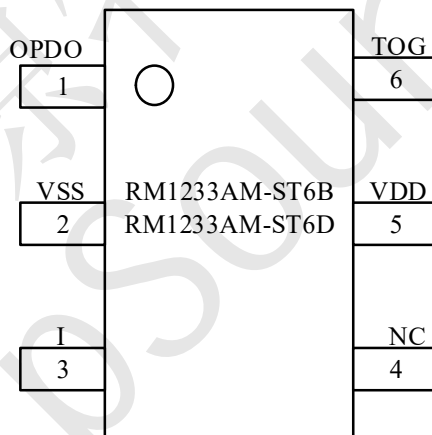 OPDO TOG
1 6
VSS RM1233AM-ST6B VDD
2 RM1233AM-ST6D 5
I NC
3 4